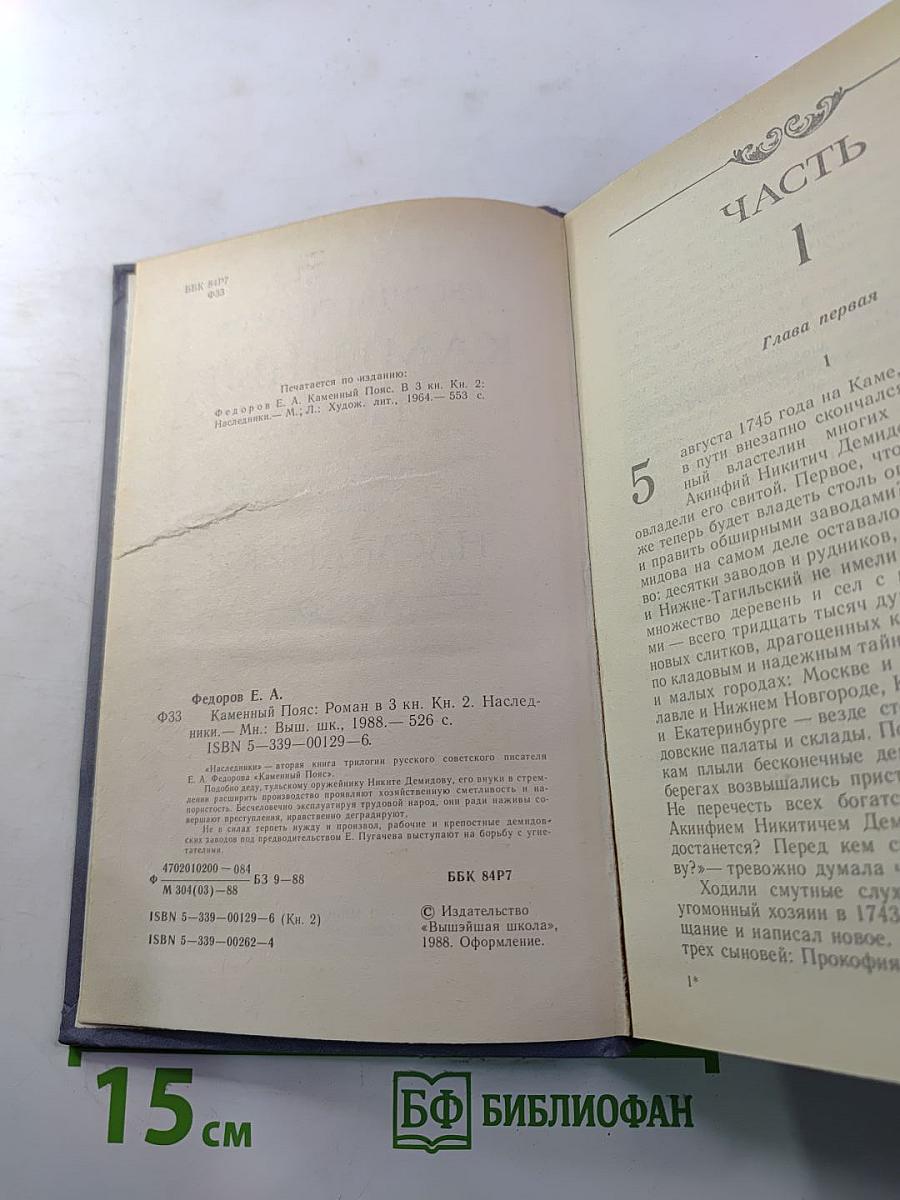 ББК 84Р7
Ф33
Печатается по изданию:
Федоров Е. А. Каменный Пояс. В 3 кн. Кн. 2:
Наследники.— М.; Л.: Худож. лит., 1964.— 553 с.
Федоров Е. А.
Ф33 Каменный Пояс: Роман в 3 кн. Кн. 2. Наслед-
ники.— Мн.: Выш. шк., 1988.— 526 с.
ISBN 5—339—00129—6.
«Наследники» — вторая книга трилогии русского советского писателя
Е. А. Федорова «Каменный Пояс».
Подобно деду, тульскому оружейнику Никите Демидову, его внуки в стрем-
лении расширить производство проявляют хозяйственную сметливость и на-
пористость. Бесчеловечно эксплуатируя трудовой народ, они ради наживы со-
вершают преступления, нравственно деградируют.
Не в силах терпеть нужду и произвол, рабочие и крепостные демидов-
ских заводов под предводительством Е. Пугачева выступают на борьбу с угне-
тателями.
4702010200 — 084
Ф БЗ 9—88
М 304(03)—88
ББК 84Р7
ISBN 5—339—00129—6 (Кн. 2)
ISBN 5—339—00262—4
© Издательство
«Вышэйшая школа»,
1988. Оформление.
ЧАСТЬ
1
Глава первая
1
5 августа 1745 года на Каме,
в пути внезапно скончался
ный властелин многих
Акинфий Никитич Демид
овладели его свитой. Первое, что
же теперь будет владеть столь о
и править обширными заводами
мидова на самом деле оставало
во: десятки заводов и рудников,
и Нижне-Тагильский не имели
множество деревень и сел с
ми — всего тридцать тысяч ду
новых слитков, драгоценных к
по кладовым и надежным тайн
и малых городах: Москве и
лавле и Нижнем Новгороде,
и Екатеринбурге — везде ст
довские палаты и склады. По
кам плыли бесконечные де
берегах возвышались прист
Не перечесть всех богатс
Акинфием Никитичем Дем
достанется? Перед кем с
ву?»— тревожно думала
Ходили смутные слух
угомонный хозяин в 1743
щание и написал новое.
трех сыновей: Прокофия
1*
15 см
БФ БИБЛИОФАН